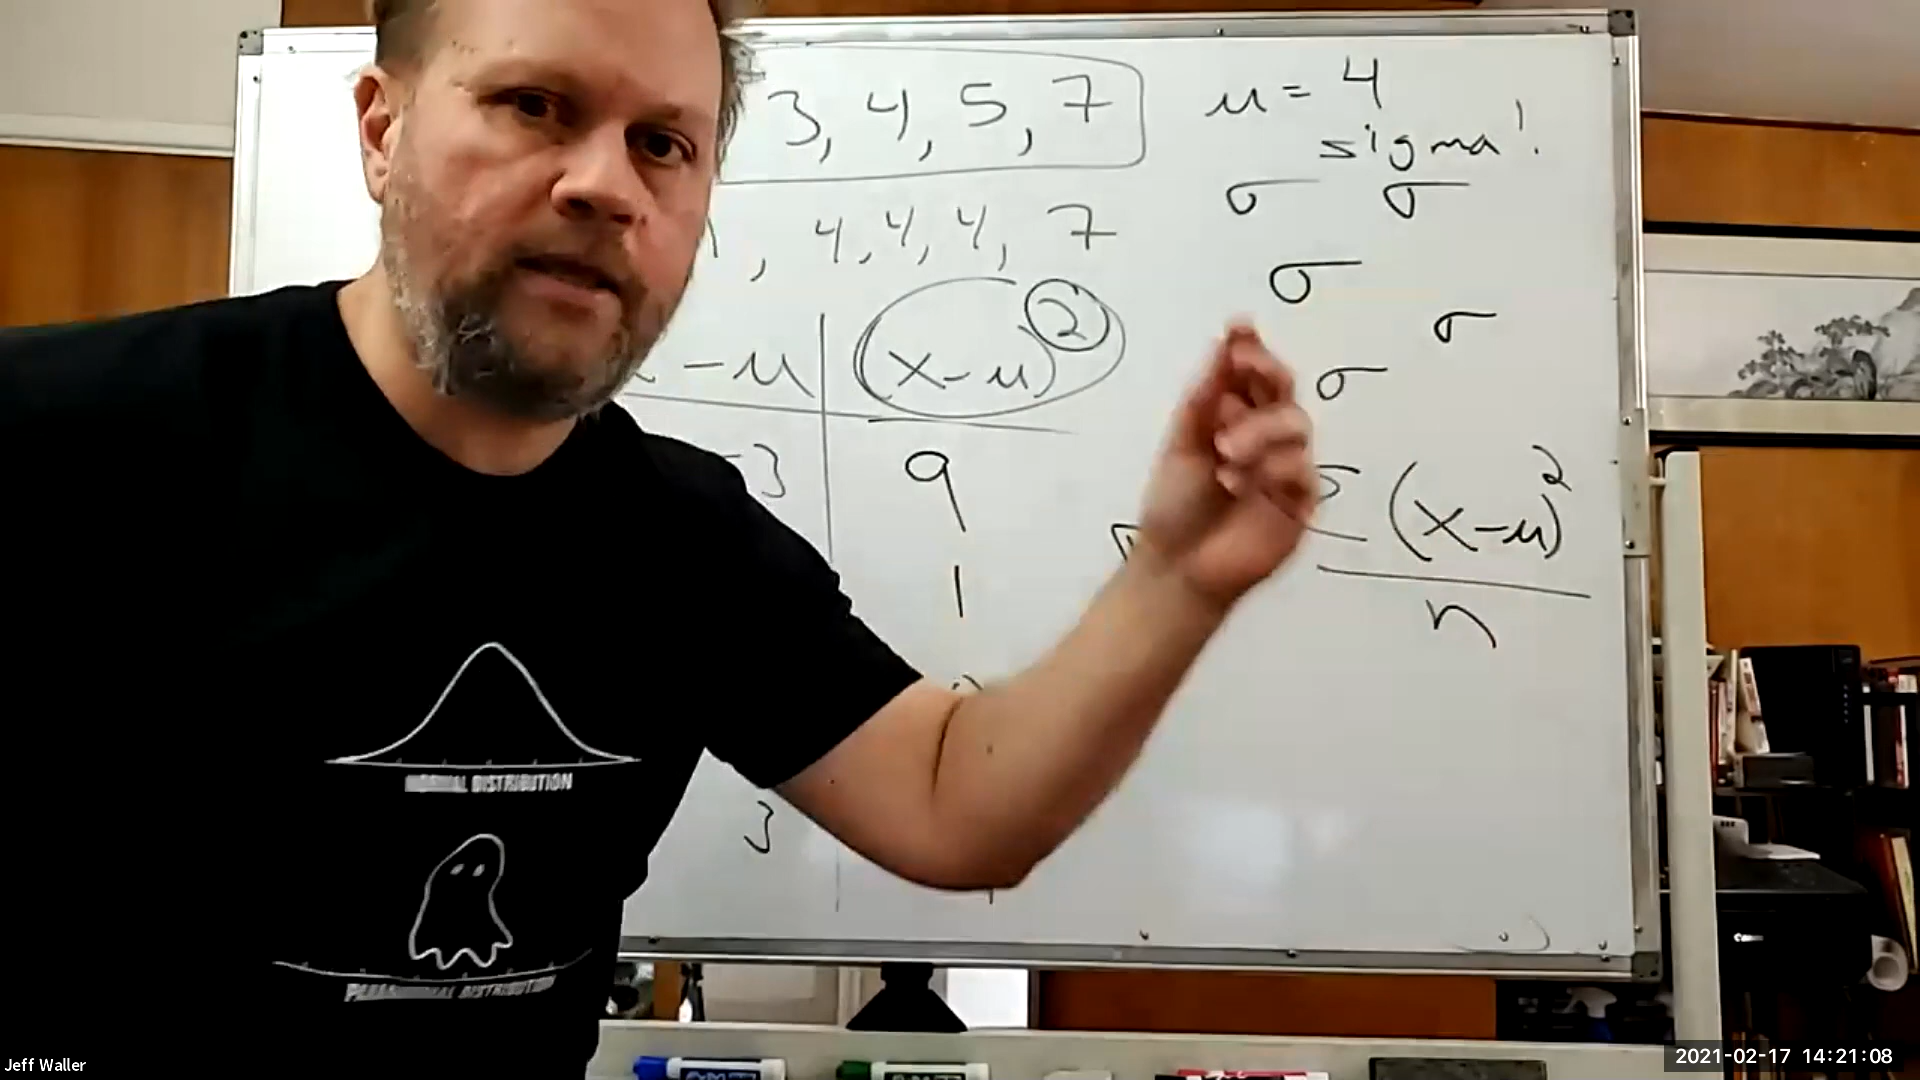 3, 4, 5, 7
μ = 4
sigma!
σ σ
, 4, 4, 4, 7
σ
σ
σ
- μ
(x - μ)²
-3
9
Σ (x - μ)²
n
1
3
NORMAL DISTRIBUTION
PARANORMAL DISTRIBUTION
Jeff Waller
2021-02-17 14:21:08